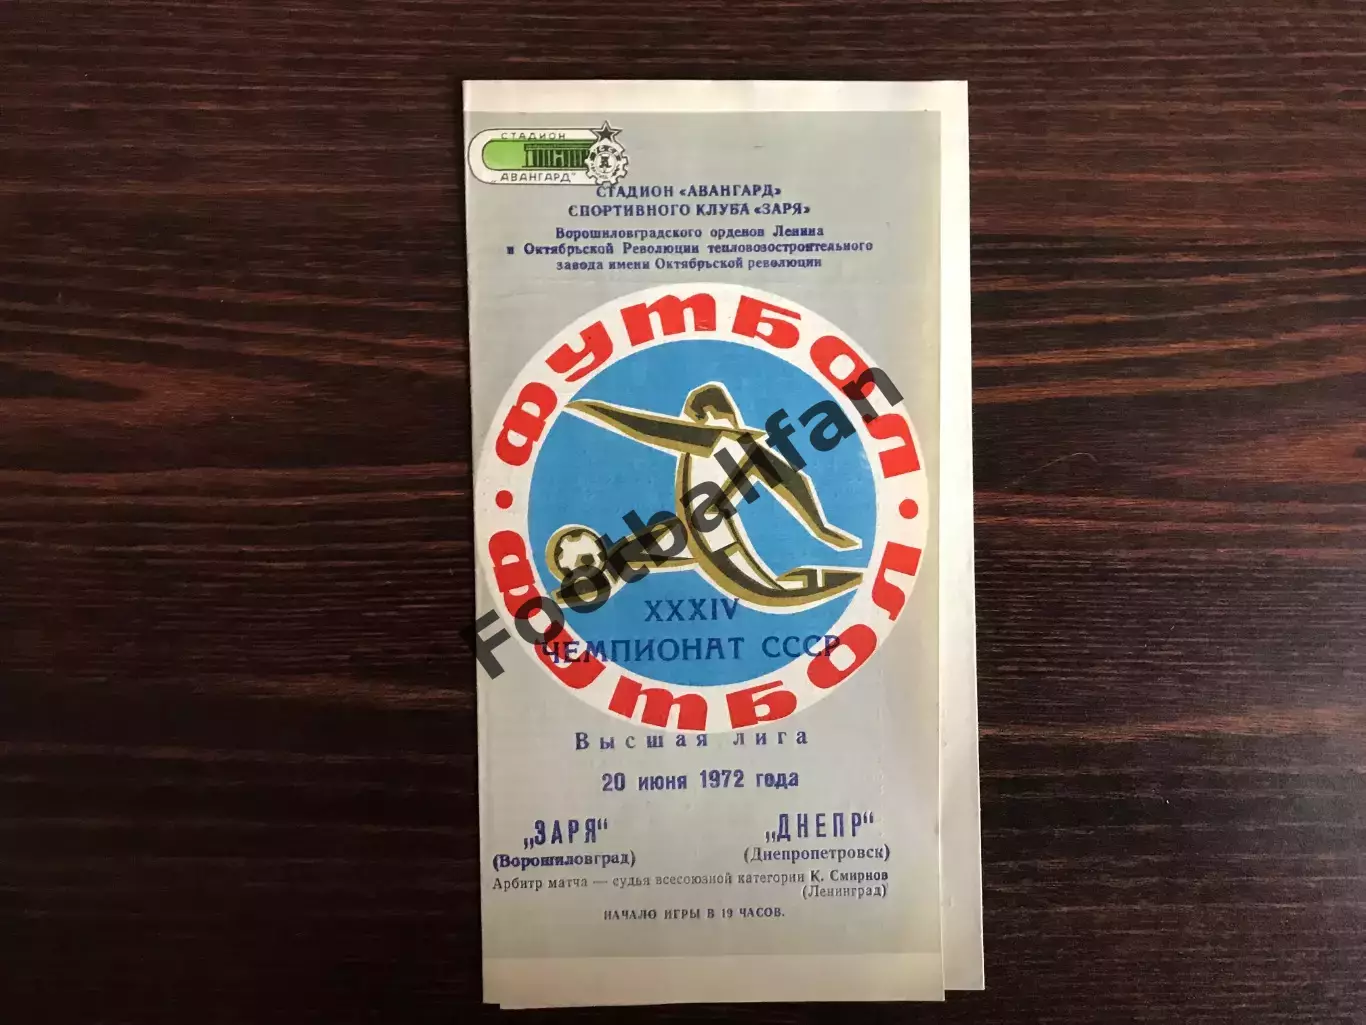 СТАДИОН
„АВАНГАРД"
СТАДИОН «АВАНГАРД»
СПОРТИВНОГО КЛУБА «ЗАРЯ»
Ворошиловградского орденов Ленина
и Октябрьской Революции тепловозостроительного
завода имени Октябрьской революции
ФУТБОЛ • ФУТБОЛ •
Footballfan
XXXIV
ЧЕМПИОНАТ СССР
Высшая лига
20 июня 1972 года
„ЗАРЯ" „ДНЕПР"
(Ворошиловград) (Днепропетровск)
Арбитр матча — судья всесоюзной категории К. Смирнов
(Ленинград)
НАЧАЛО ИГРЫ В 19 ЧАСОВ.